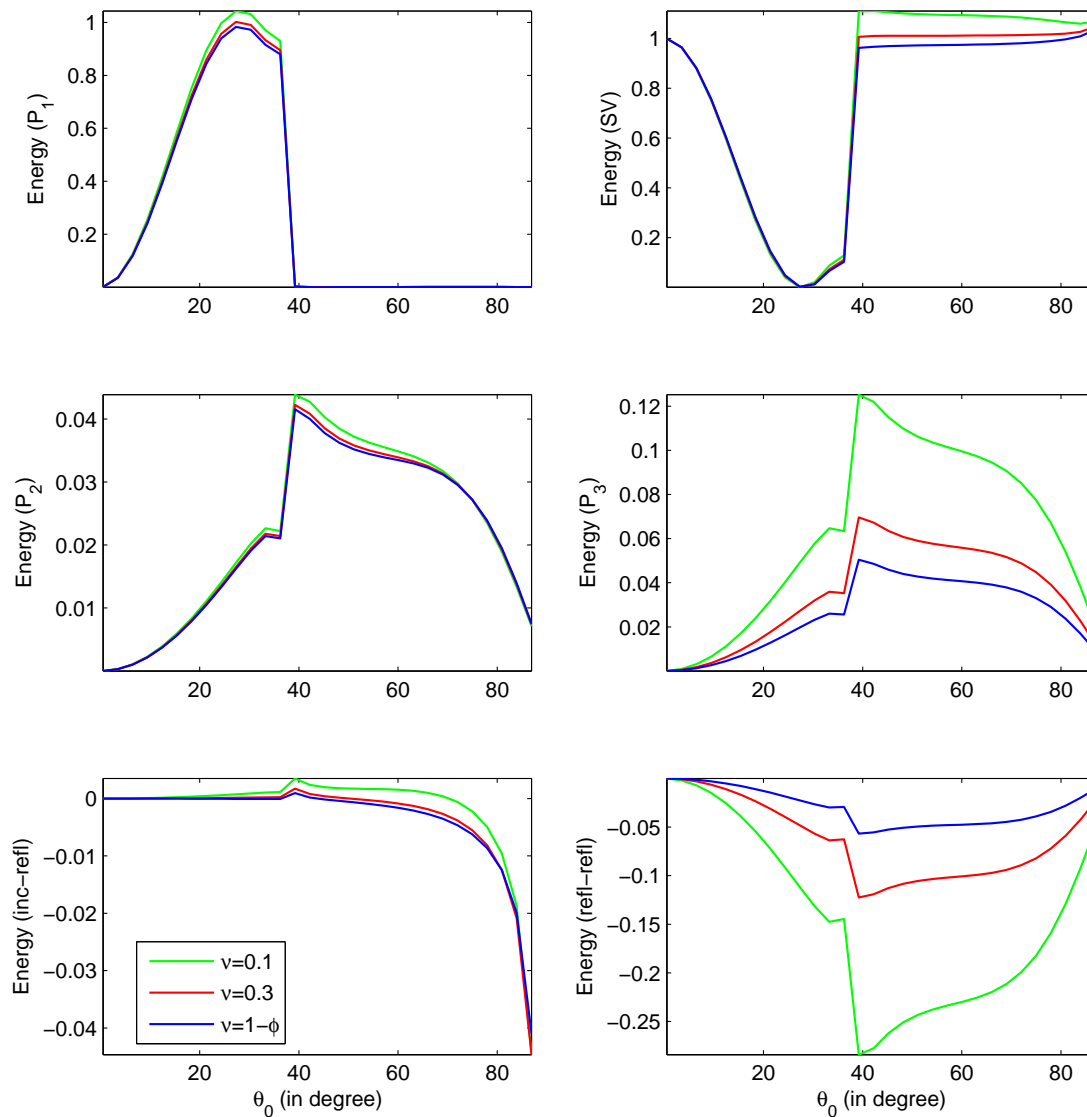 Energy (P₁)
1
0.8
0.6
0.4
0.2
20 40 60 80
Energy (SV)
1
0.8
0.6
0.4
0.2
20 40 60 80
Energy (P₂)
0.04
0.03
0.02
0.01
20 40 60 80
Energy (P₃)
0.12
0.1
0.08
0.06
0.04
0.02
20 40 60 80
Energy (inc−refl)
0
−0.01
−0.02
−0.03
−0.04
ν=0.1
ν=0.3
ν=1−ϕ
20 40 60 80
θ₀ (in degree)
Energy (refl−refl)
−0.05
−0.1
−0.15
−0.2
−0.25
20 40 60 80
θ₀ (in degree)